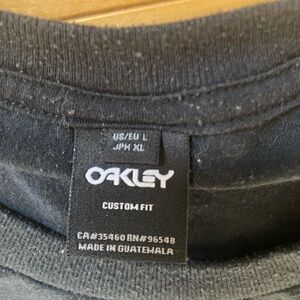 US/EU L
JPN XL
OAKLEY
CUSTOM FIT
CA#35460 RN#96548
MADE IN GUATEMALA